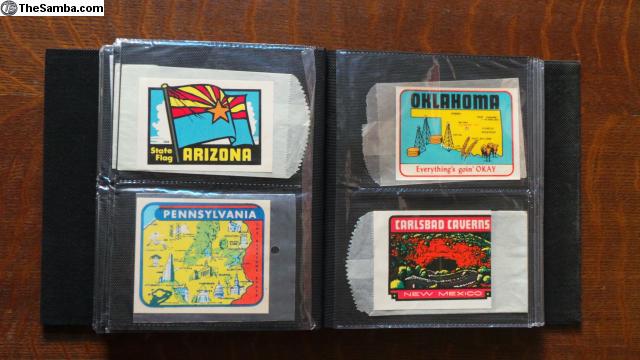 TheSamba.com
State
Flag
ARIZONA
OKLAHOMA
Everything's goin' OKAY
PENNSYLVANIA
CARLSBAD CAVERNS
NEW MEXICO